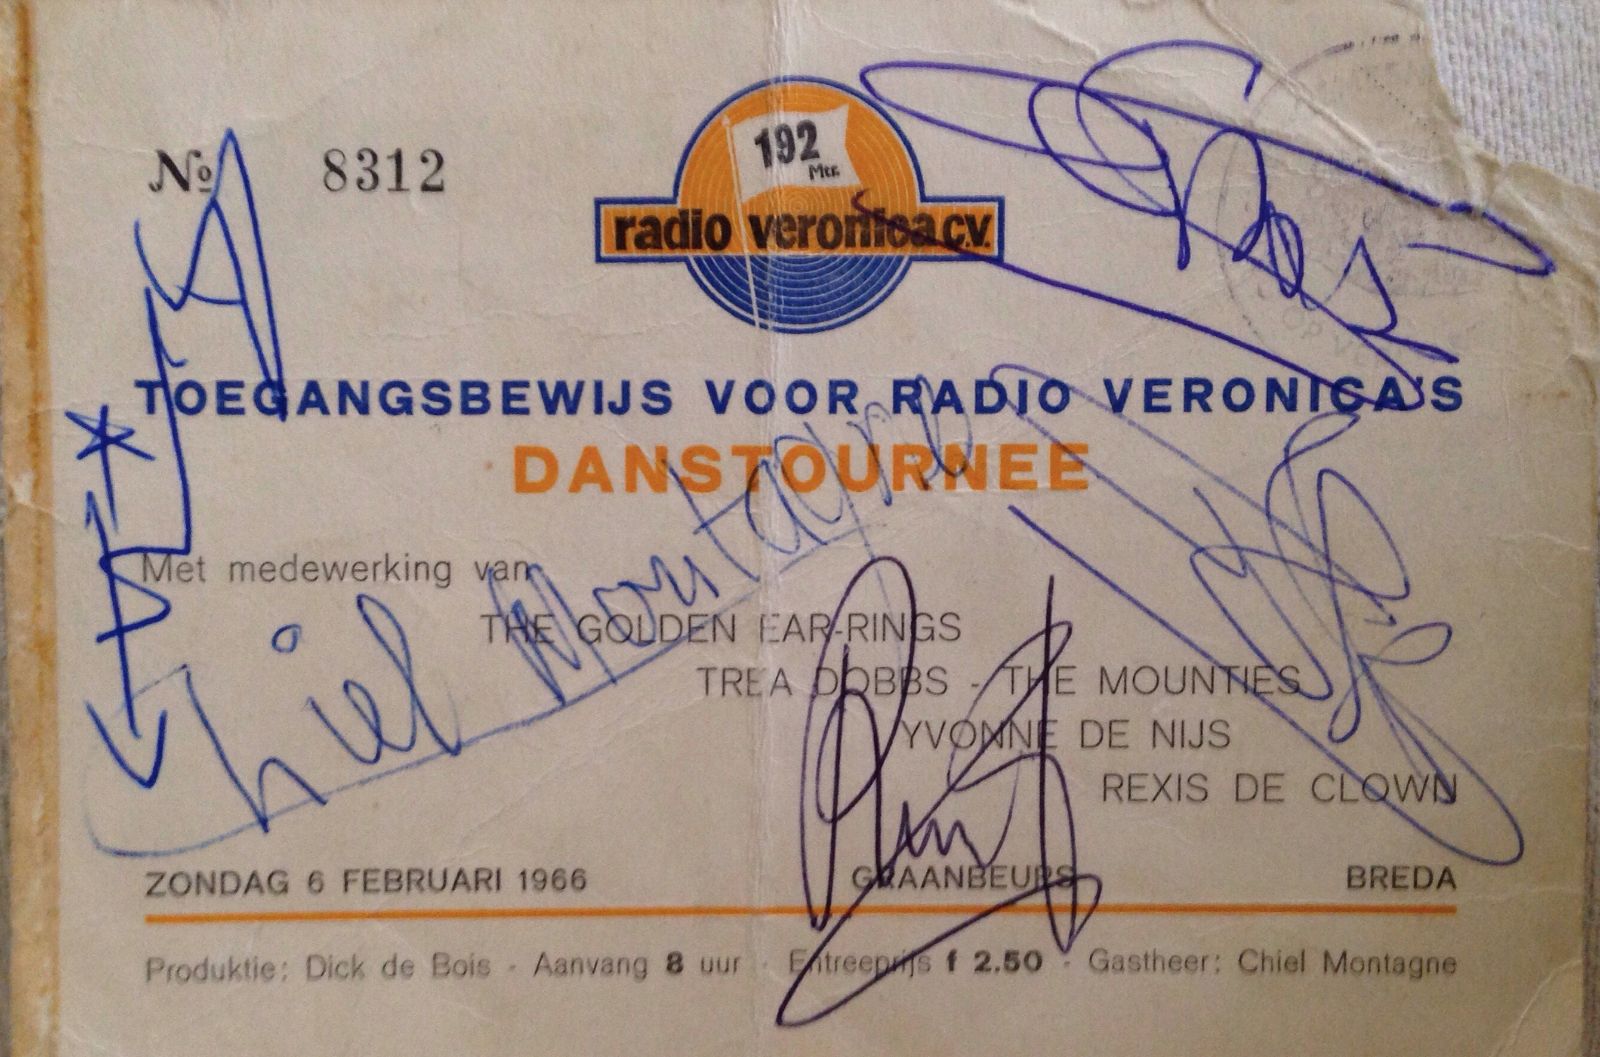 No 8312
192
Mtr.
radio veronica c.v.
TOEGANGSBEWIJS VOOR RADIO VERONICA'S
DANSTOURNEE
Met medewerking van
THE GOLDEN EAR-RINGS
TREA DOBBS - THE MOUNTIES
YVONNE DE NIJS
REXIS DE CLOWN
Chiel Montagne
ZONDAG 6 FEBRUARI 1966 GRAANBEURS BREDA
Produktie: Dick de Bois - Aanvang 8 uur - Entreeprijs f 2.50 - Gastheer: Chiel Montagne